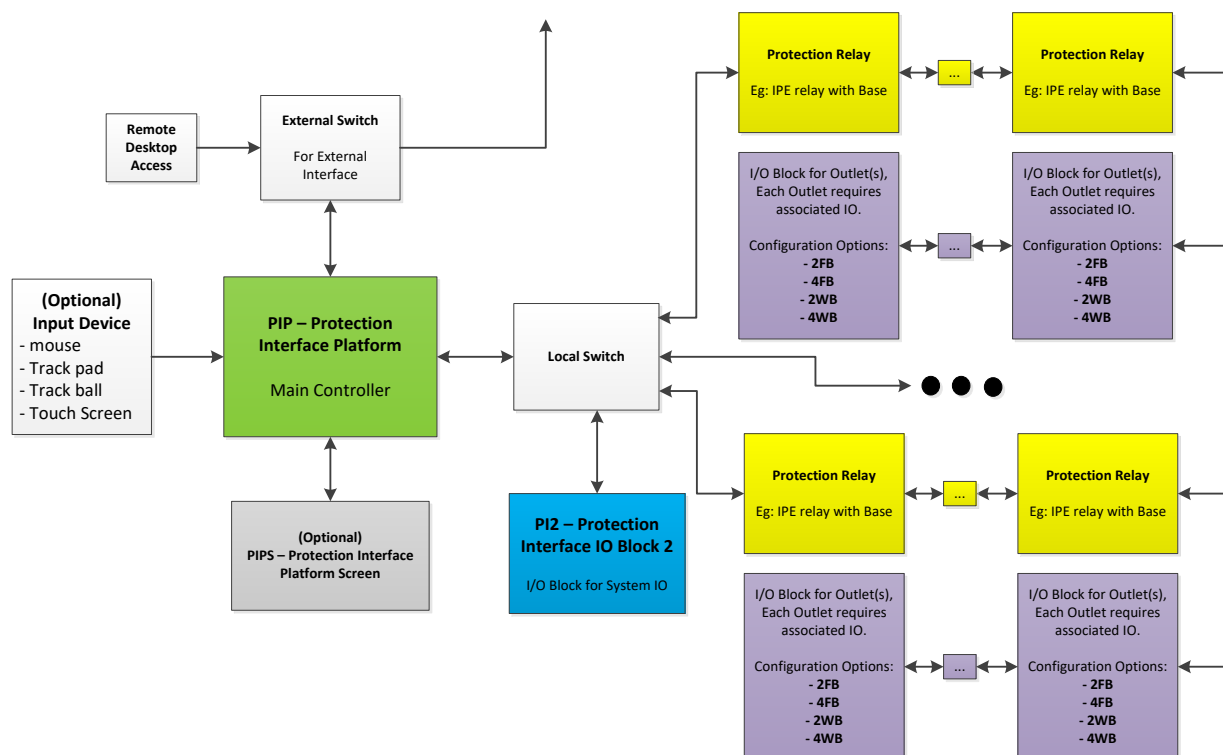 Remote
Desktop
Access
External Switch
For External
Interface
(Optional)
Input Device
- mouse
- Track pad
- Track ball
- Touch Screen
PIP – Protection
Interface Platform
Main Controller
(Optional)
PIPS – Protection Interface
Platform Screen
Local Switch
PI2 – Protection
Interface IO Block 2
I/O Block for System IO
Protection Relay
Eg: IPE relay with Base
...
Protection Relay
Eg: IPE relay with Base
I/O Block for Outlet(s),
Each Outlet requires
associated IO.
Configuration Options:
- 2FB
- 4FB
- 2WB
- 4WB
...
I/O Block for Outlet(s),
Each Outlet requires
associated IO.
Configuration Options:
- 2FB
- 4FB
- 2WB
- 4WB
Protection Relay
Eg: IPE relay with Base
...
Protection Relay
Eg: IPE relay with Base
I/O Block for Outlet(s),
Each Outlet requires
associated IO.
Configuration Options:
- 2FB
- 4FB
- 2WB
- 4WB
...
I/O Block for Outlet(s),
Each Outlet requires
associated IO.
Configuration Options:
- 2FB
- 4FB
- 2WB
- 4WB